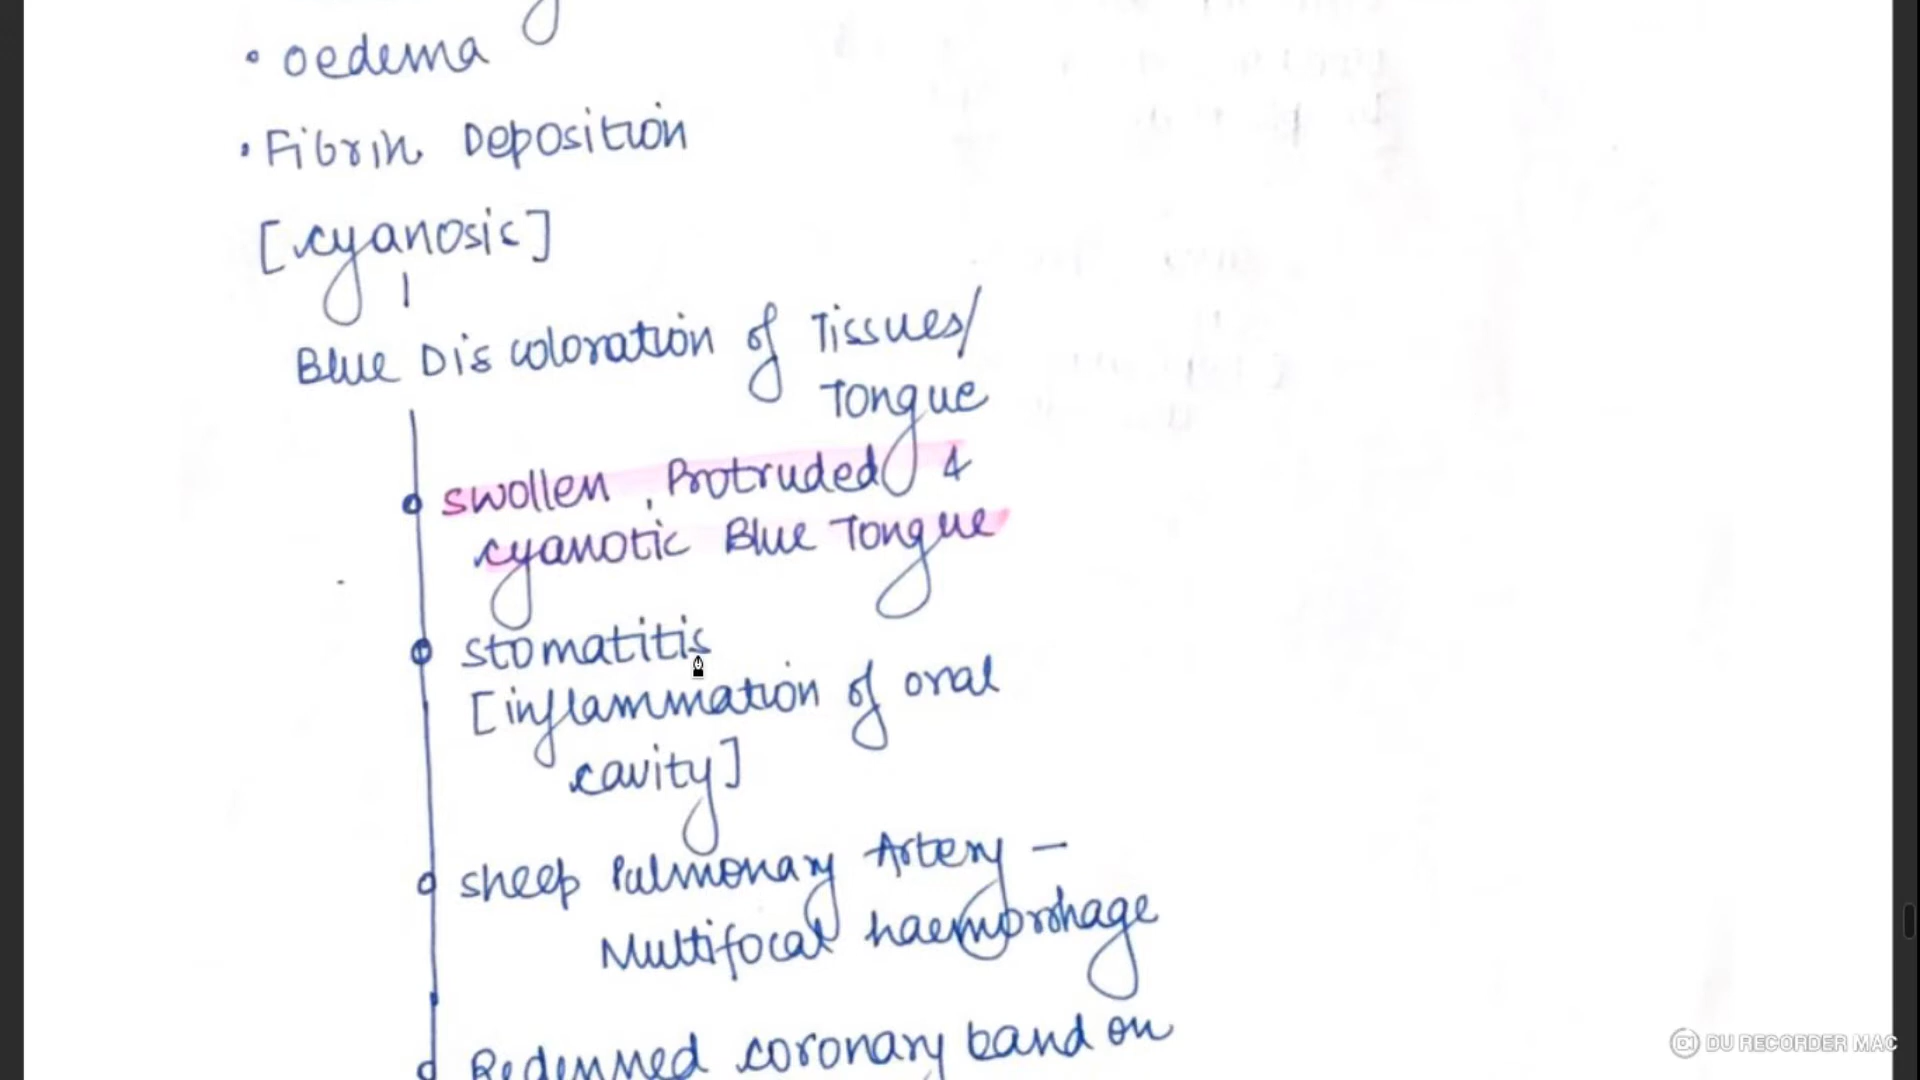 • oedema
• Fibrin Deposition
[cyanosis]
Blue Discoloration of Tissues/
Tongue
swollen, Protruded &
cyanotic Blue Tongue
stomatitis
[inflammation of oral
cavity]
sheep Pulmonary Artery -
Multifocal haemorrhage
coronary band on
DU RECORDER MAC